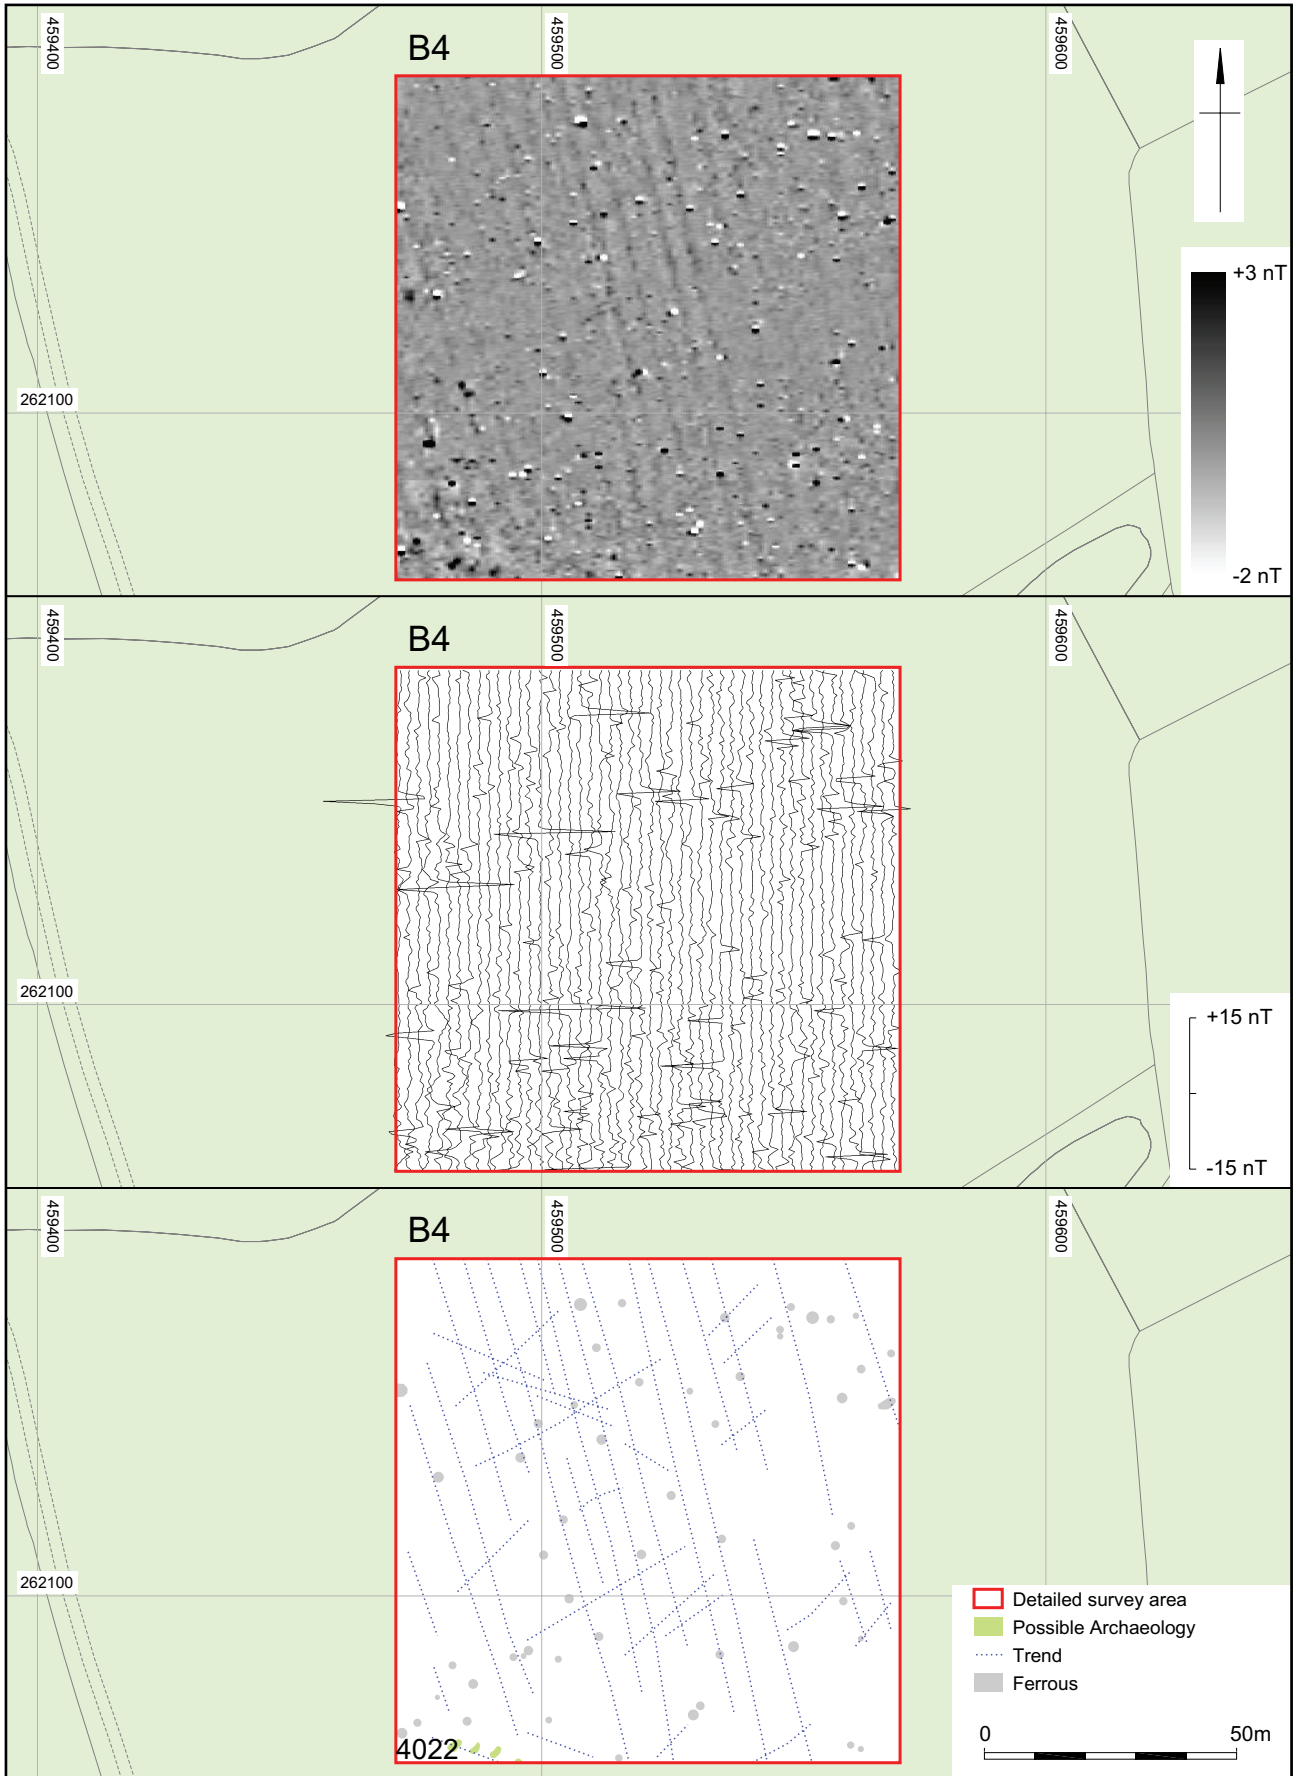 459400
B4
459500
459600
+3 nT
262100
-2 nT
459400
B4
459500
459600
262100
+15 nT
-15 nT
459400
B4
459500
459600
262100
Detailed survey area
Possible Archaeology
Trend
Ferrous
0
50m
4022